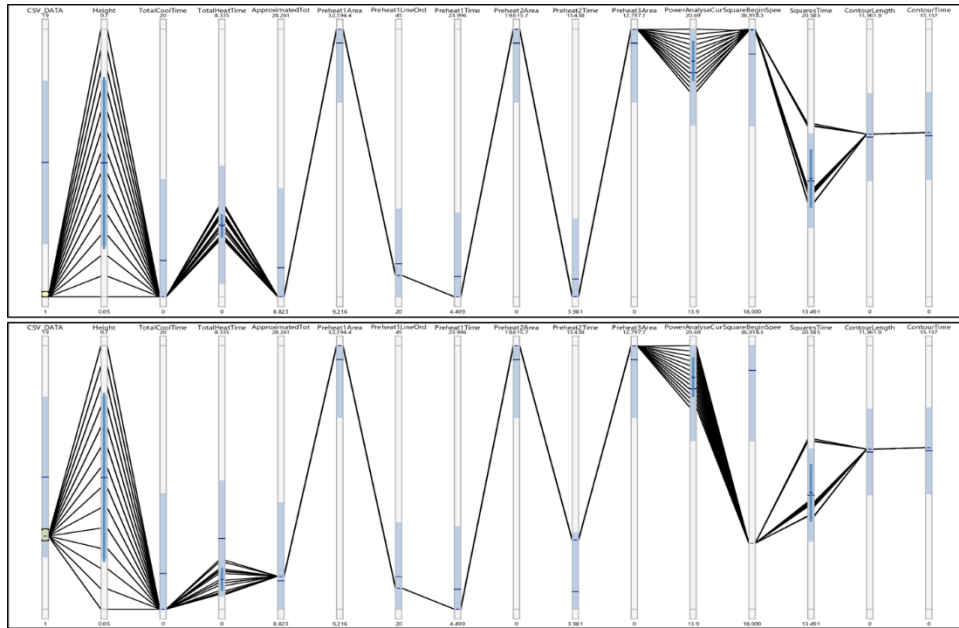 CSV_DATA Height TotalCoolTime TotalHeatTime ApproximatedTot Preheat1Area Preheat1LineOrd Preheat1Time Preheat2Area Preheat2Time Preheat3Area PowerAnalyseCur SquareBeginSpee SquaresTime ContourLength ContourTime
19 0.7 20 8.335 28.261 32,394.4 45 23.996 19,615.7 13.438 12,797.7 20.69 36,918.3 20.585 11,961.9 15.157
1 0.05 0 0 8.823 9,216 20 4.499 0 3.981 0 13.9 18,000 13.491 0 0
CSV_DATA Height TotalCoolTime TotalHeatTime ApproximatedTot Preheat1Area Preheat1LineOrd Preheat1Time Preheat2Area Preheat2Time Preheat3Area PowerAnalyseCur SquareBeginSpee SquaresTime ContourLength ContourTime
19 0.7 20 8.335 28.261 32,394.4 45 23.996 19,615.7 13.438 12,797.7 20.69 36,918.3 20.585 11,961.9 15.157
1 0.05 0 0 8.823 9,216 20 4.499 0 3.981 0 13.9 18,000 13.491 0 0